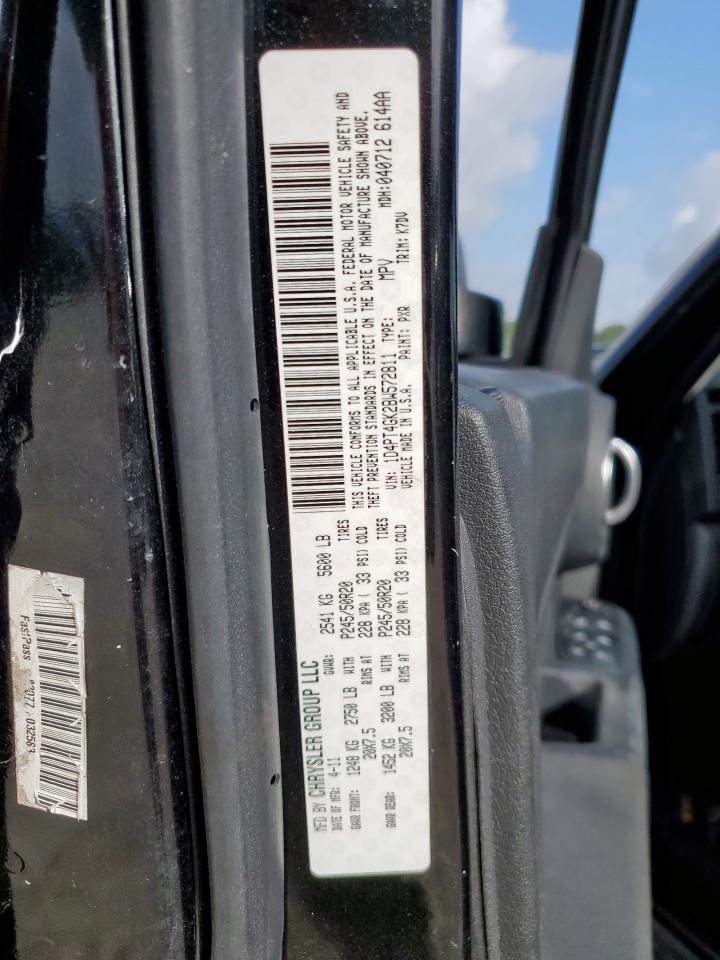 MFD BY CHRYSLER GROUP LLC
DATE OF MFR: 4-11 GVWR: 2541 KG 5600 LB
GAWR FRONT: 1248 KG 2750 LB WITH P245/50R20 TIRES
20X7.5 RIMS AT 228 KPA ( 33 PSI) COLD
GAWR REAR: 1452 KG 3200 LB WITH P245/50R20 TIRES
20X7.5 RIMS AT 228 KPA ( 33 PSI) COLD
THIS VEHICLE CONFORMS TO ALL APPLICABLE U.S.A. FEDERAL MOTOR VEHICLE SAFETY AND
THEFT PREVENTION STANDARDS IN EFFECT ON THE DATE OF MANUFACTURE SHOWN ABOVE.
VIN: 1D4PT4GK2BW572811 TYPE: MPV MDH: 040712 614AA
VEHICLE MADE IN U.S.A. PAINT: PXR TRIM: K7DV
FastPass